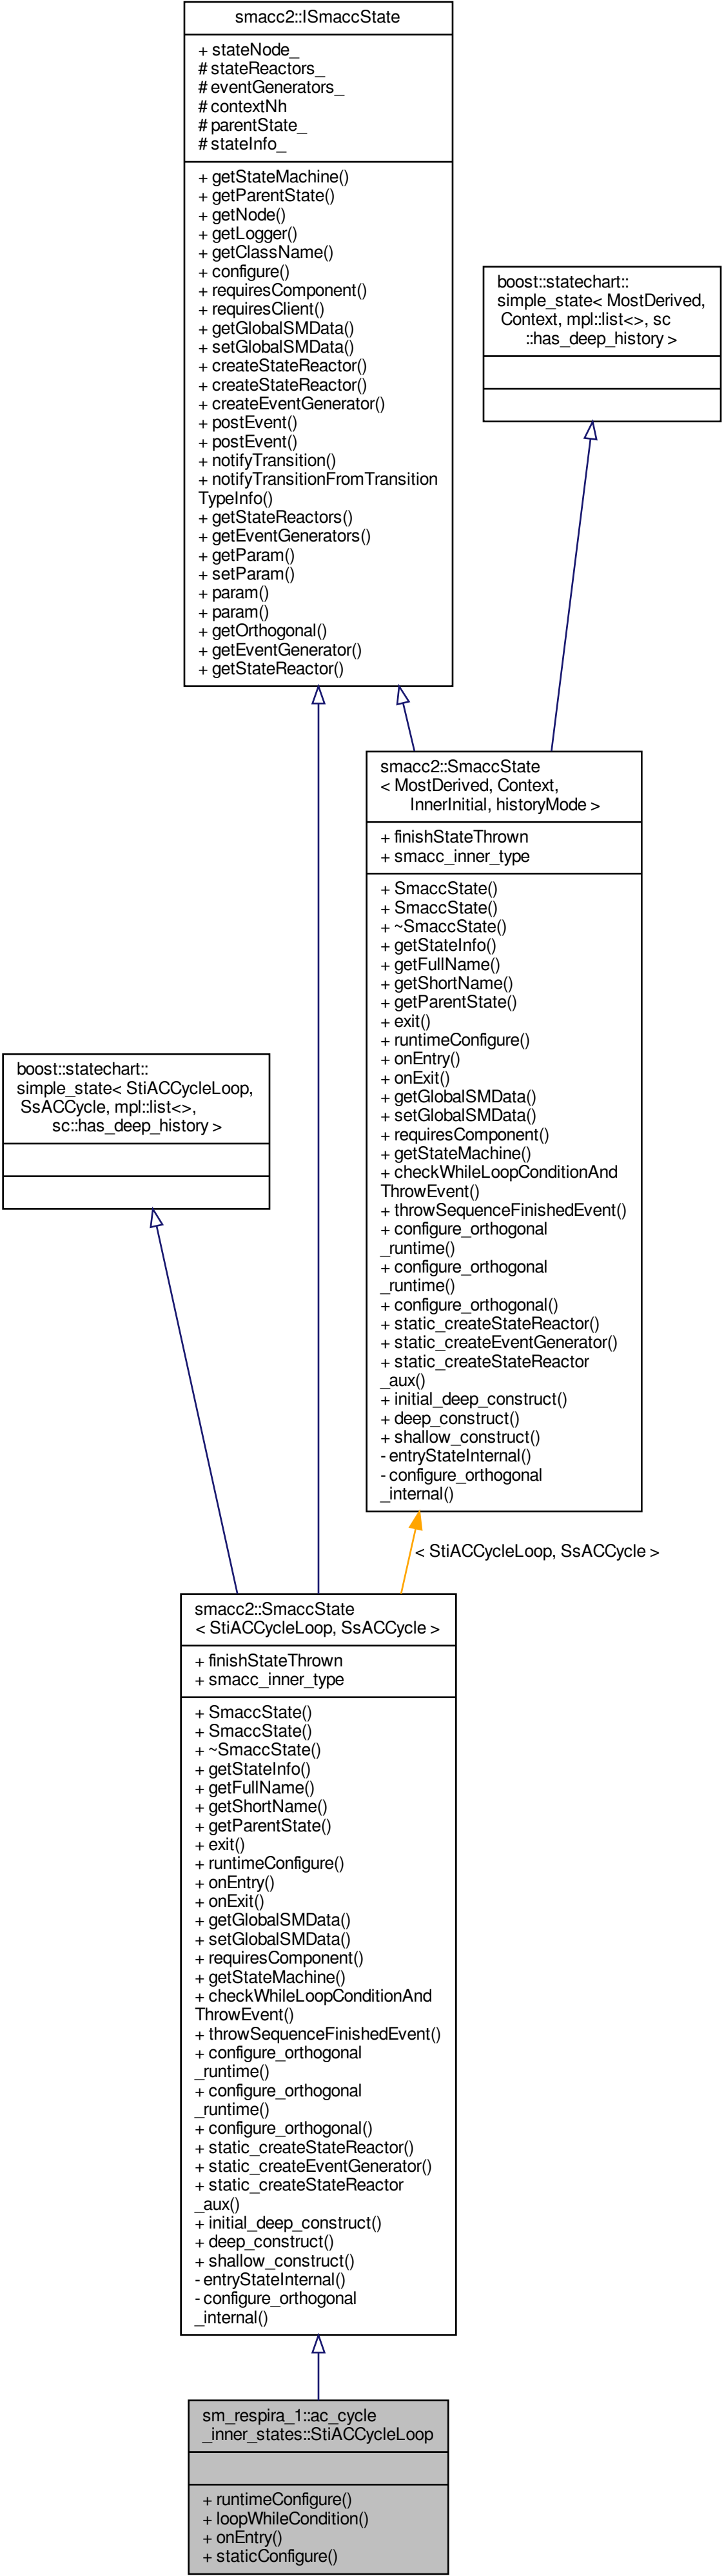 smacc2::ISmaccState
+ stateNode_
# stateReactors_
# eventGenerators_
# contextNh
# parentState_
# stateInfo_
+ getStateMachine()
+ getParentState()
+ getNode()
+ getLogger()
+ getClassName()
+ configure()
+ requiresComponent()
+ requiresClient()
+ getGlobalSMData()
+ setGlobalSMData()
+ createStateReactor()
+ createStateReactor()
+ createEventGenerator()
+ postEvent()
+ postEvent()
+ notifyTransition()
+ notifyTransitionFromTransition
TypeInfo()
+ getStateReactors()
+ getEventGenerators()
+ getParam()
+ setParam()
+ param()
+ param()
+ getOrthogonal()
+ getEventGenerator()
+ getStateReactor()
boost::statechart::
simple_state< MostDerived,
Context, mpl::list<>, sc
::has_deep_history >
smacc2::SmaccState
< MostDerived, Context,
InnerInitial, historyMode >
+ finishStateThrown
+ smacc_inner_type
+ SmaccState()
+ SmaccState()
+ ~SmaccState()
+ getStateInfo()
+ getFullName()
+ getShortName()
+ getParentState()
+ exit()
+ runtimeConfigure()
+ onEntry()
+ onExit()
+ getGlobalSMData()
+ setGlobalSMData()
+ requiresComponent()
+ getStateMachine()
+ checkWhileLoopConditionAnd
ThrowEvent()
+ throwSequenceFinishedEvent()
+ configure_orthogonal
_runtime()
+ configure_orthogonal
_runtime()
+ configure_orthogonal()
+ static_createStateReactor()
+ static_createEventGenerator()
+ static_createStateReactor
_aux()
+ initial_deep_construct()
+ deep_construct()
+ shallow_construct()
- entryStateInternal()
- configure_orthogonal
_internal()
boost::statechart::
simple_state< StiACCycleLoop,
SsACCycle, mpl::list<>,
sc::has_deep_history >
< StiACCycleLoop, SsACCycle >
smacc2::SmaccState
< StiACCycleLoop, SsACCycle >
+ finishStateThrown
+ smacc_inner_type
+ SmaccState()
+ SmaccState()
+ ~SmaccState()
+ getStateInfo()
+ getFullName()
+ getShortName()
+ getParentState()
+ exit()
+ runtimeConfigure()
+ onEntry()
+ onExit()
+ getGlobalSMData()
+ setGlobalSMData()
+ requiresComponent()
+ getStateMachine()
+ checkWhileLoopConditionAnd
ThrowEvent()
+ throwSequenceFinishedEvent()
+ configure_orthogonal
_runtime()
+ configure_orthogonal
_runtime()
+ configure_orthogonal()
+ static_createStateReactor()
+ static_createEventGenerator()
+ static_createStateReactor
_aux()
+ initial_deep_construct()
+ deep_construct()
+ shallow_construct()
- entryStateInternal()
- configure_orthogonal
_internal()
sm_respira_1::ac_cycle
_inner_states::StiACCycleLoop
+ runtimeConfigure()
+ loopWhileCondition()
+ onEntry()
+ staticConfigure()